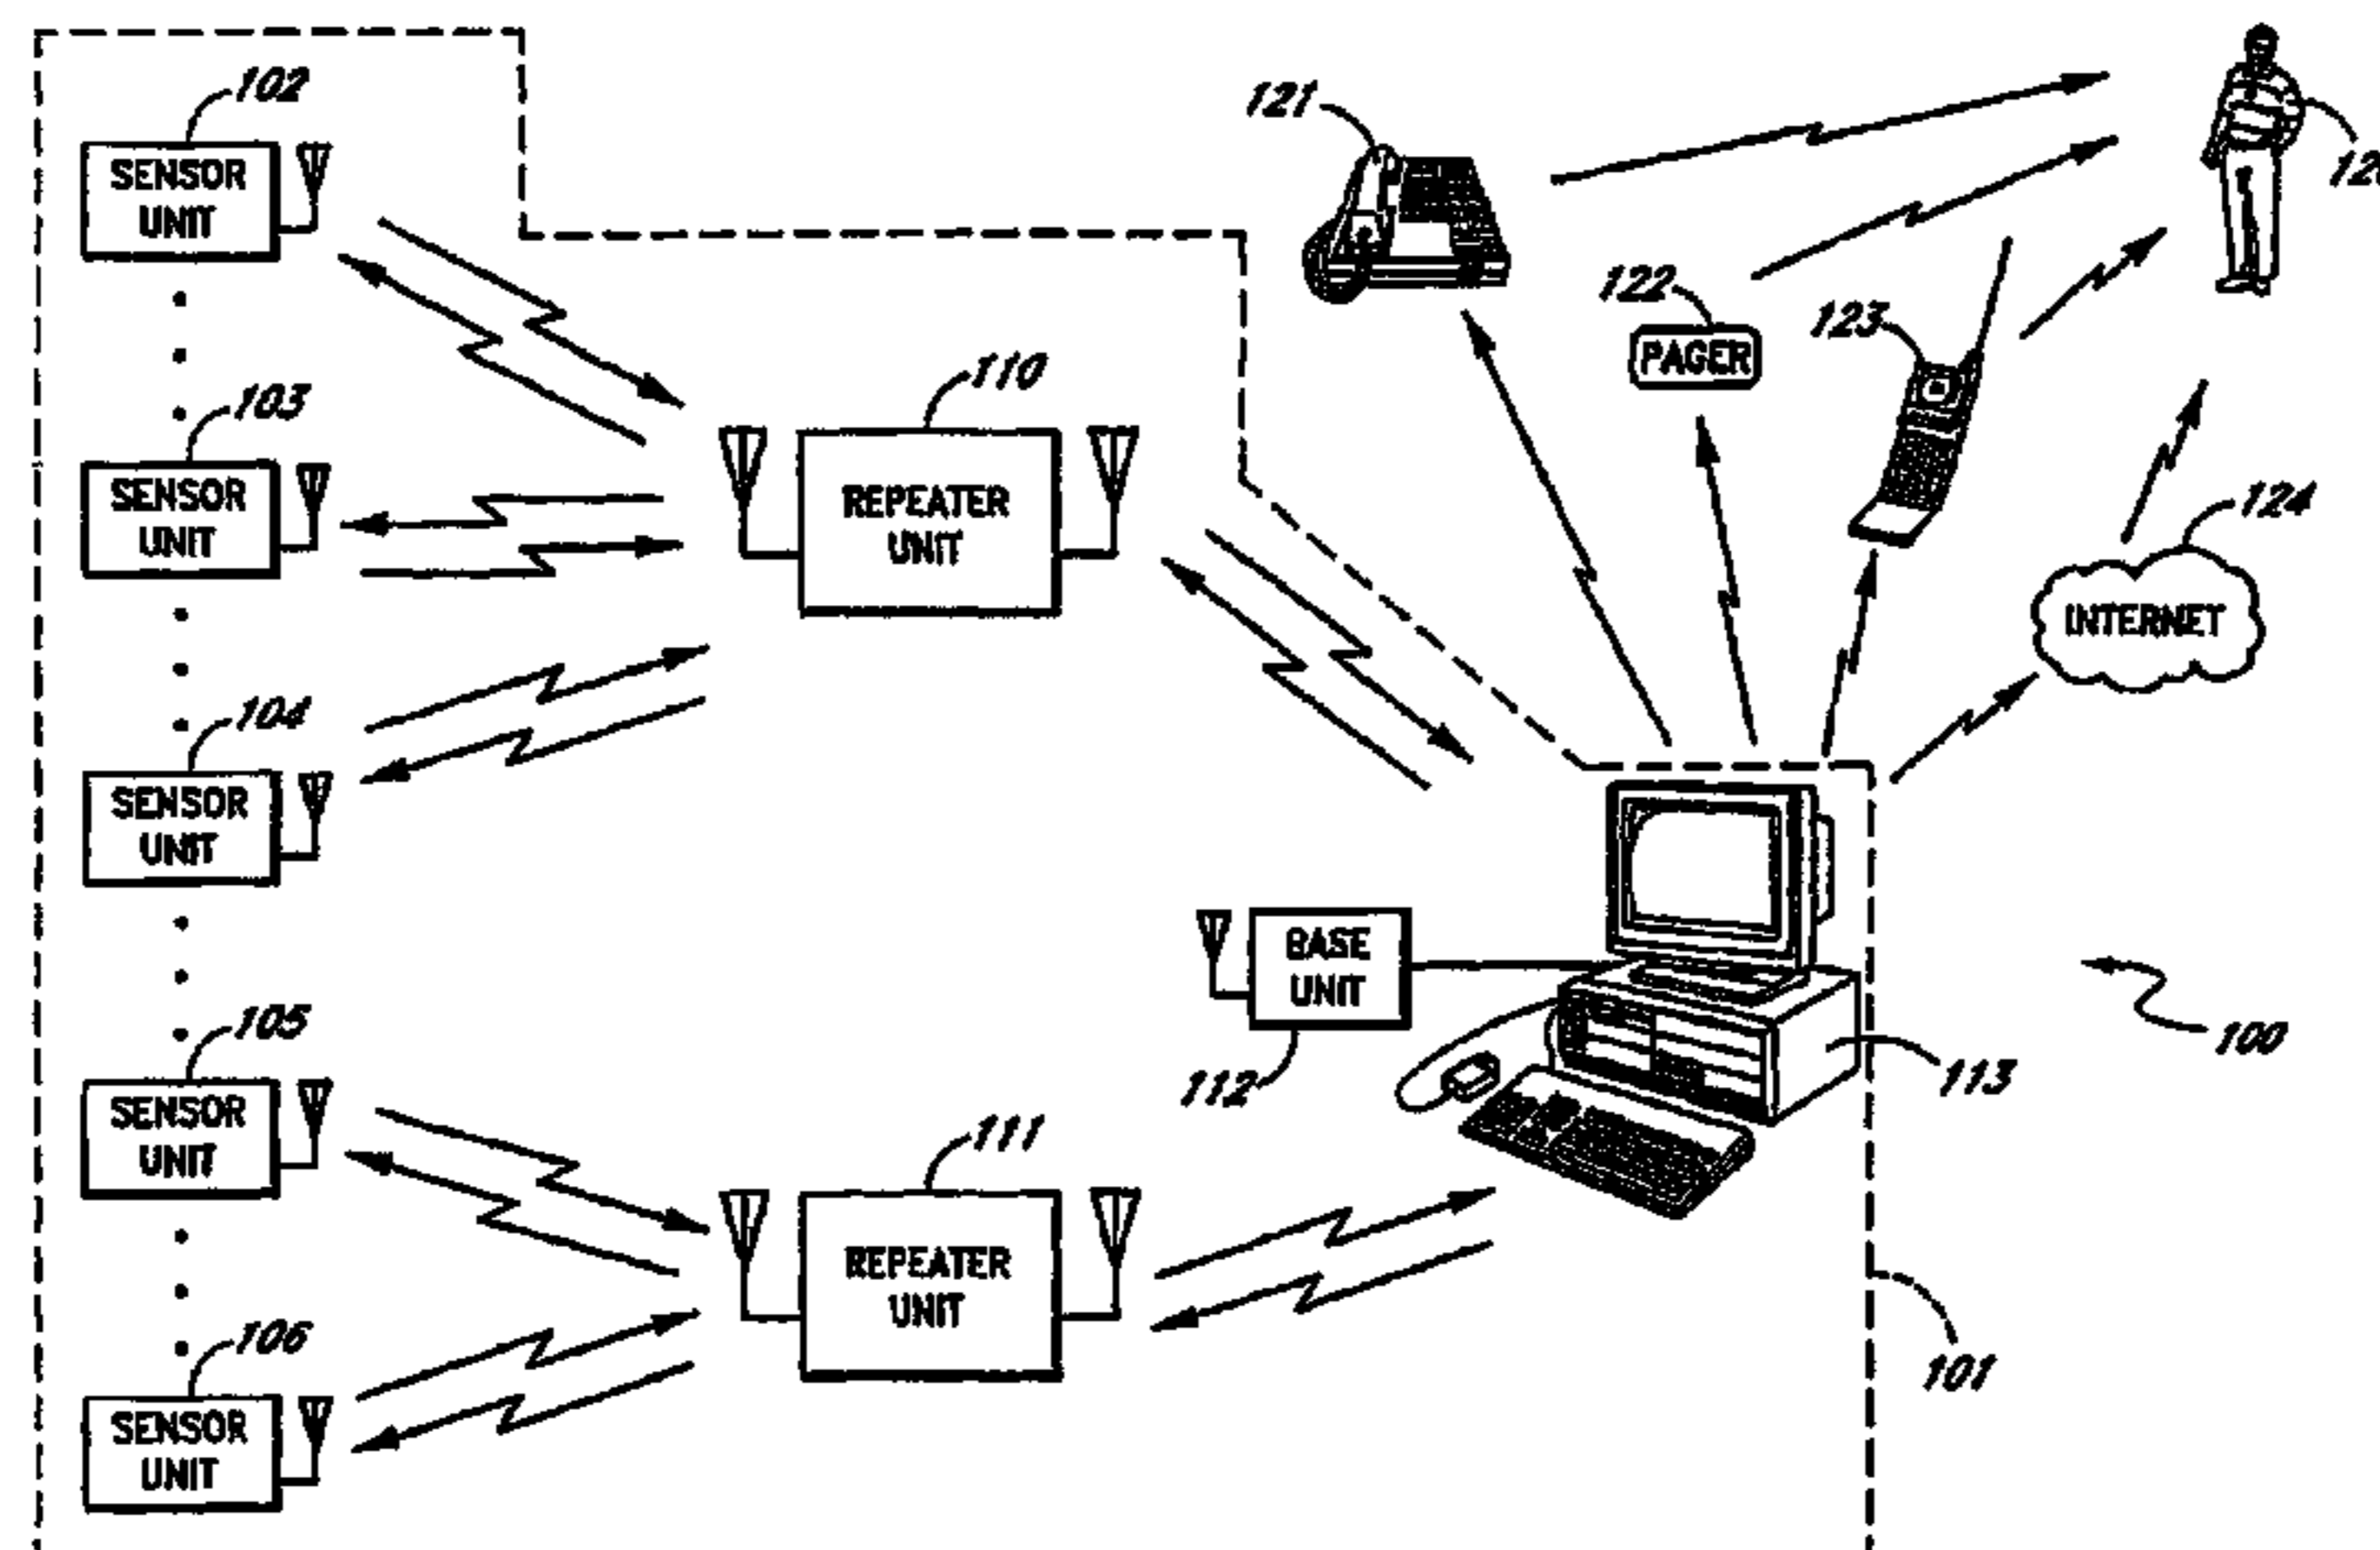 102
SENSOR
UNIT
103
SENSOR
UNIT
104
SENSOR
UNIT
105
SENSOR
UNIT
106
SENSOR
UNIT
110
REPEATER
UNIT
111
REPEATER
UNIT
121
122
PAGER
123
124
INTERNET
BASE
UNIT
112
113
100
101